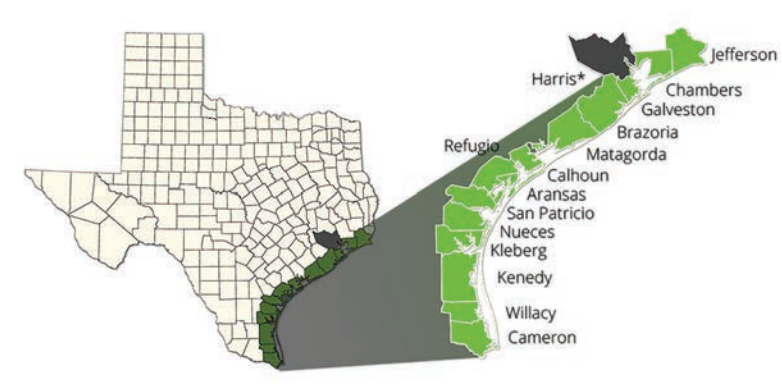 Jefferson
Harris*
Chambers
Galveston
Brazoria
Refugio
Matagorda
Calhoun
Aransas
San Patricio
Nueces
Kleberg
Kenedy
Willacy
Cameron